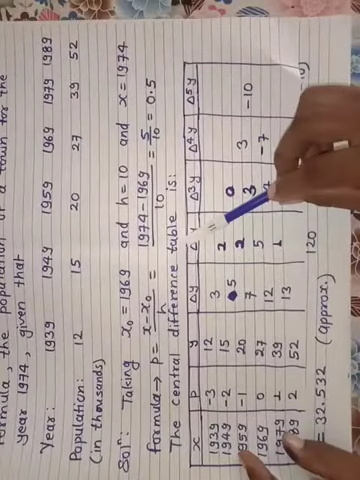 formula, the population of a town for the
year 1974, given that
Year: 1939 1949 1959 1969 1979 1989
Population: 12 15 20 27 39 52
(in thousands)
Solⁿ: Taking x₀ = 1969 and h = 10 and x = 1974
formula → p = x - x₀ / h = 1974 - 1969 / 10 = 5/10 = 0.5
The central difference table is:
x p y Δy Δ y Δ³y Δ⁴y Δ⁵y
1939 -3 12
3
1949 -2 15 2
5 0
1959 -1 20 2 3
7 3 -10
1969 0 27 5 -7
12
1979 1 39 1
13
89 2 52
120
= 32.532 (approx.)